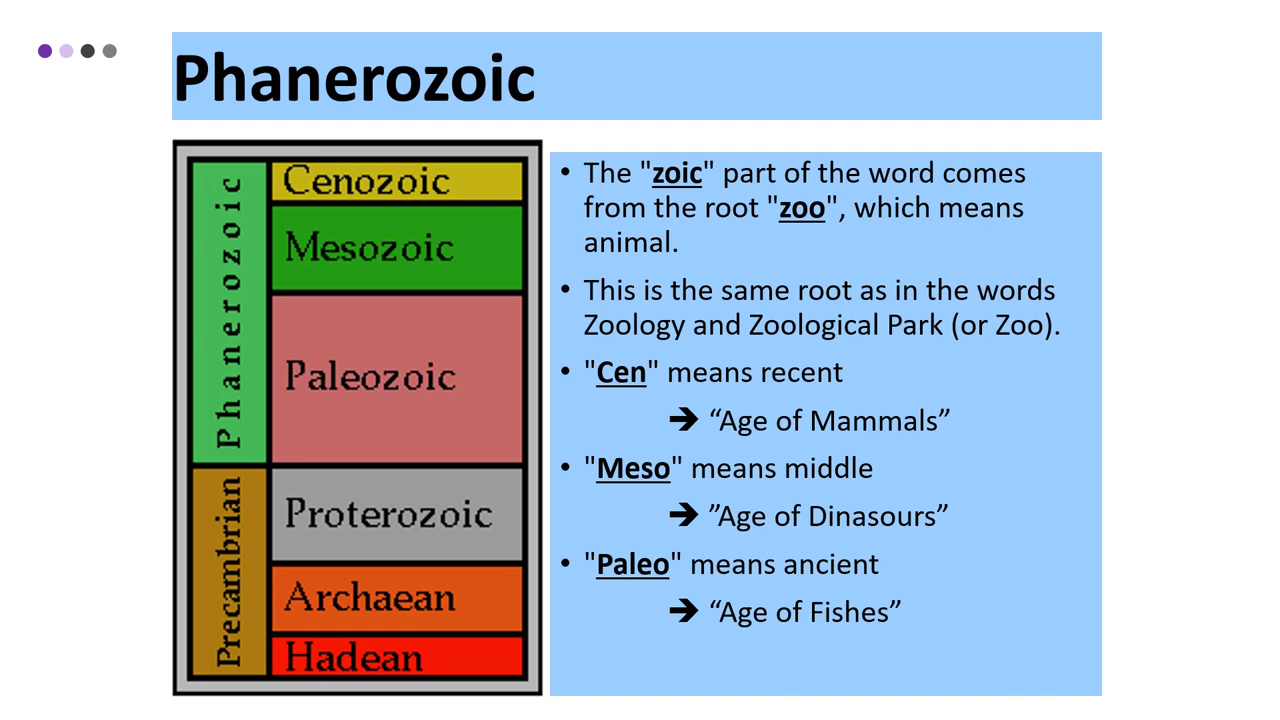 Phanerozoic
Phanerozoic
Cenozoic
Mesozoic
Paleozoic
Precambrian
Proterozoic
Archaean
Hadean
• The "zoic" part of the word comes
from the root "zoo", which means
animal.
• This is the same root as in the words
Zoology and Zoological Park (or Zoo).
• "Cen" means recent
➔ “Age of Mammals”
• "Meso" means middle
➔ ”Age of Dinasours”
• "Paleo" means ancient
➔ “Age of Fishes”